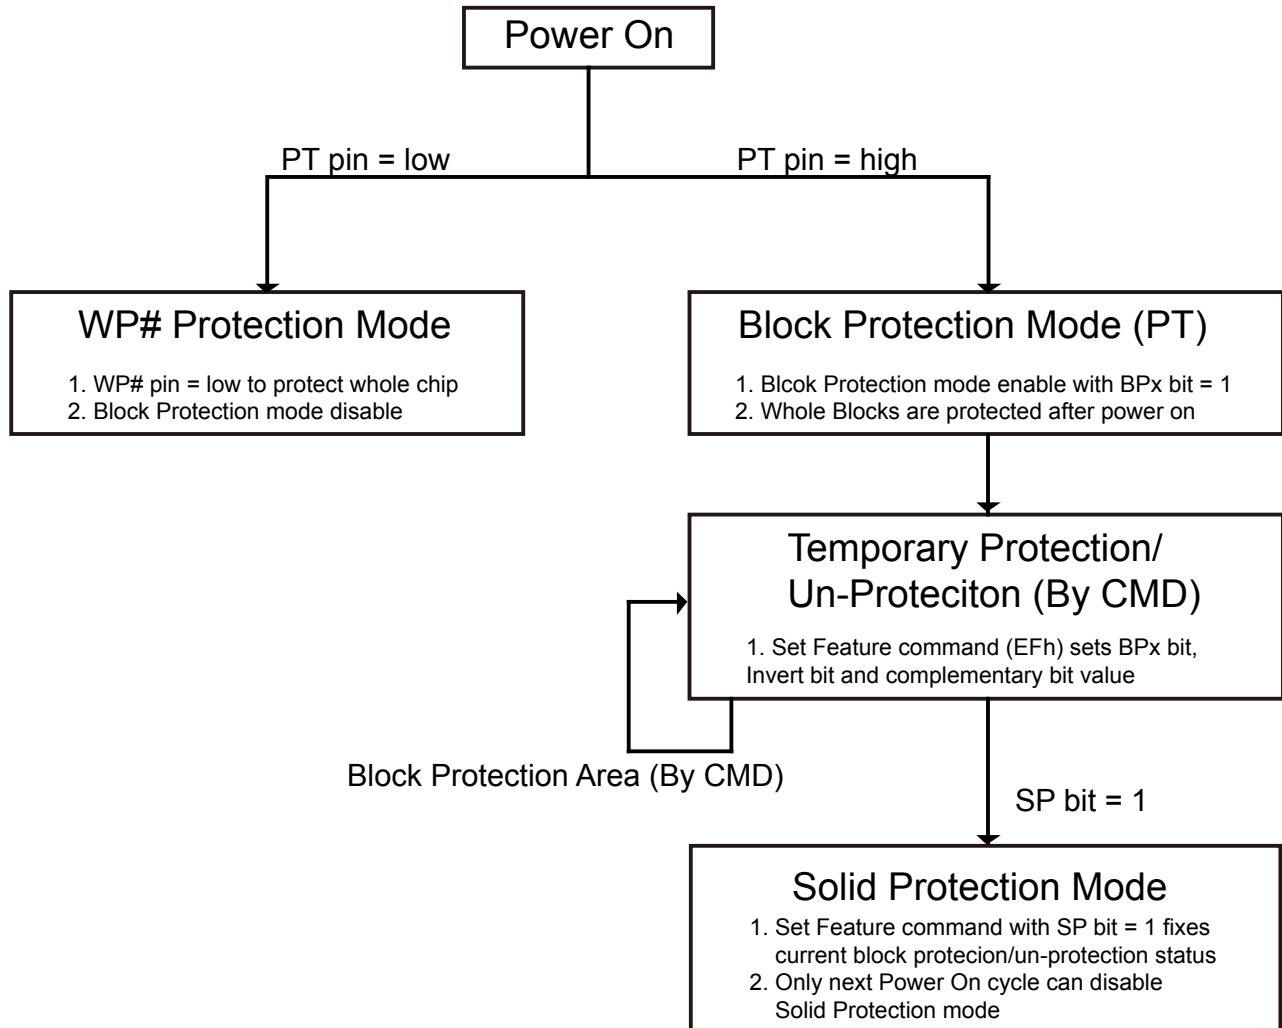 Power On
PT pin = low
PT pin = high
WP# Protection Mode
1. WP# pin = low to protect whole chip
2. Block Protection mode disable
Block Protection Mode (PT)
1. Blcok Protection mode enable with BPx bit = 1
2. Whole Blocks are protected after power on
Temporary Protection/
Un-Proteciton (By CMD)
1. Set Feature command (EFh) sets BPx bit,
Invert bit and complementary bit value
Block Protection Area (By CMD)
SP bit = 1
Solid Protection Mode
1. Set Feature command with SP bit = 1 fixes
current block protecion/un-protection status
2. Only next Power On cycle can disable
Solid Protection mode